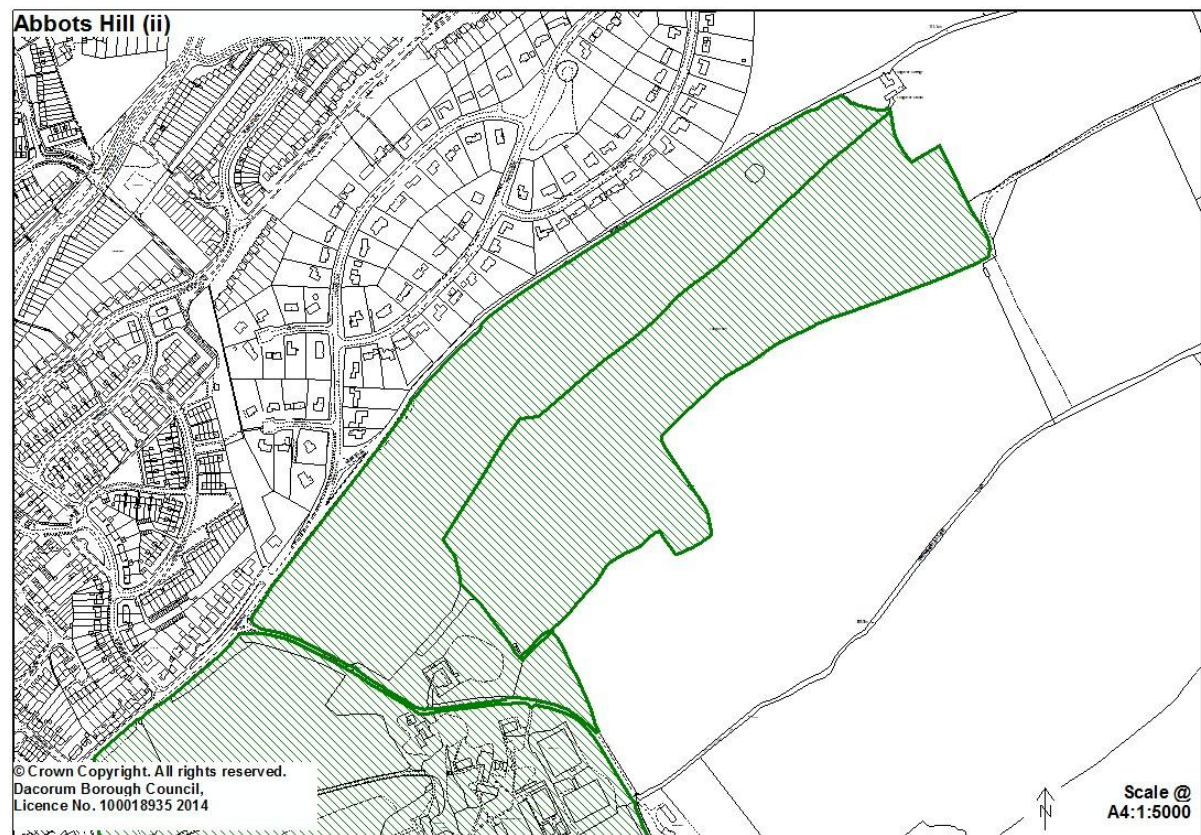 Abbots Hill (ii)
© Crown Copyright. All rights reserved.
Dacorum Borough Council,
Licence No. 100018935 2014
N
Scale @
A4:1:5000